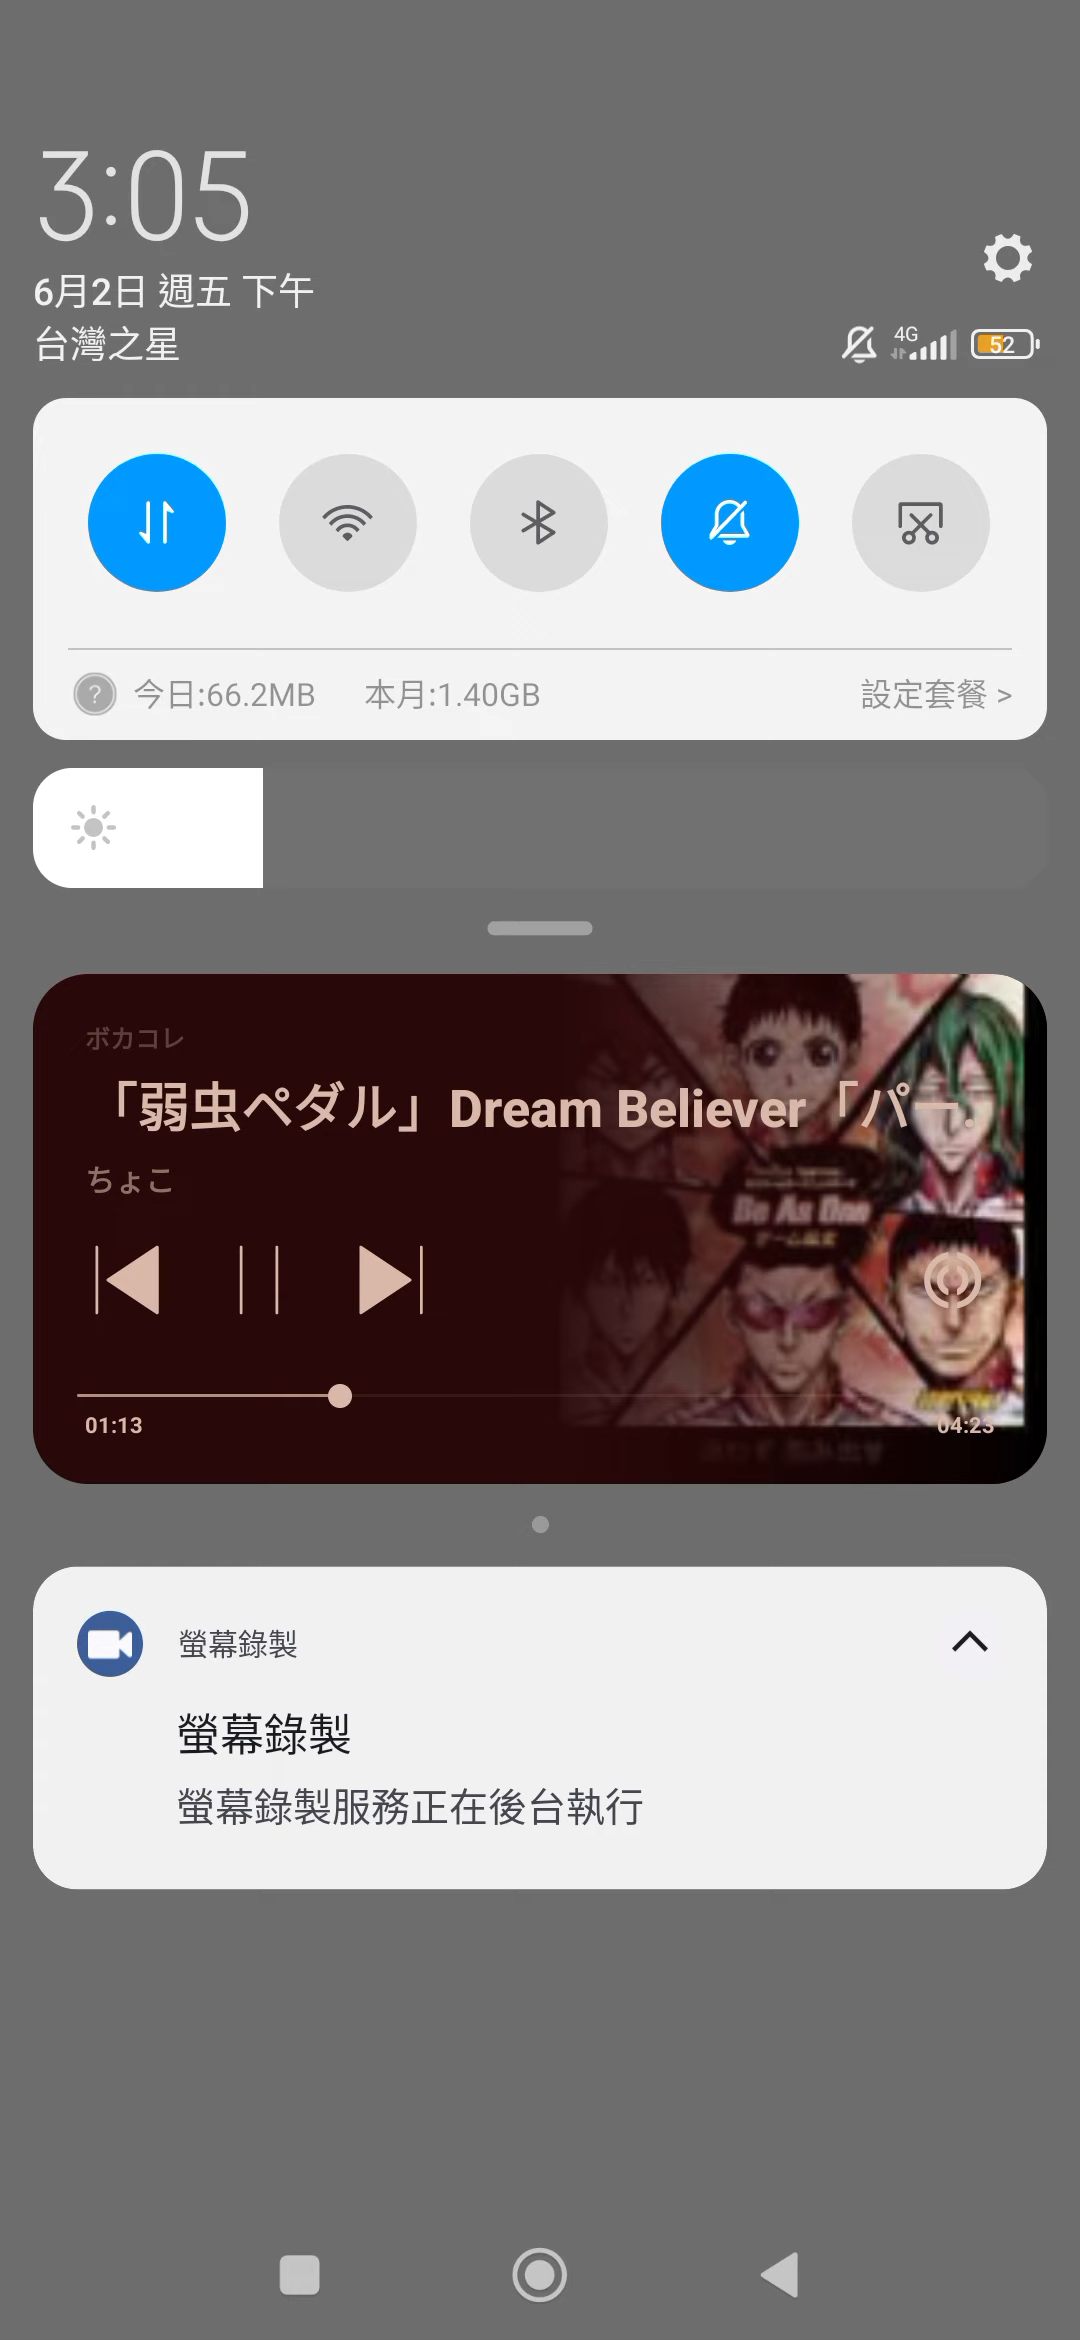 3:05
6月2日 週五 下午
台灣之星
4G
52
今日:66.2MB 本月:1.40GB
設定套餐 >
ボカコレ
「弱虫ペダル」Dream Believer「パー.
ちょこ
Be As One
01:13
04:23
螢幕錄製
螢幕錄製
螢幕錄製服務正在後台執行